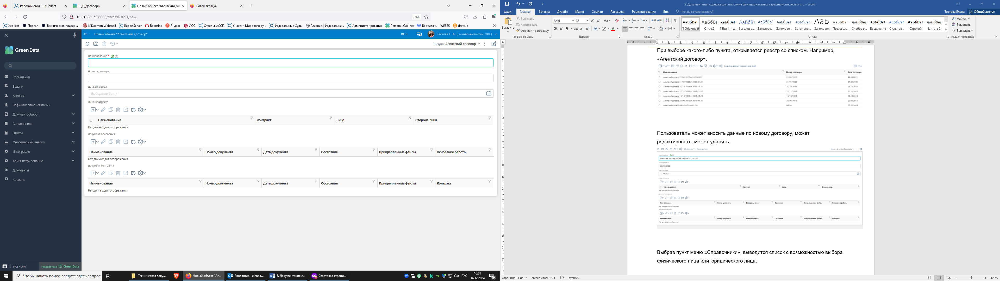 Рабочий стол — XCollect
IL_C_Договоры
Новый объект "Агентский дог
Новая вкладка
192.168.0.73:8080/card/863091/new
90%
Xcollect
Портал
Техническая поддер...
MDaemon Webmail
ReportServer
Redmine
Яндекс
ИСО
Отделы ФССП
Участки Мирового су...
Федеральные Суды
Главная | Федеральна...
Администрирование
Personal Cabinet
Все задачи - WEEEK
draw.io
Новый объект "Агентский договор"
RU
Тестова Е. А. (Бизнес-аналитик. ОРГ)
GreenData
Сообщения
Задачи
Клиенты
Нефинансовые компании
Документооборот
Справочники
Отчеты
Многомерный анализ
Интеграция
Администрирование
Документы
Корзина
ВИД МЕНЮ
Разработано GreenData
Визуал: Агентский договор
Наименование *
Номер договора
Дата договора
Выберите дату
Лица контракта
Наименование Контракт Лицо Сторона лица
Нет данных для отображения
Документ основания
Наименование Номер документа Дата документа Состояние Прикрепленные файлы Основание работы
Нет данных для отображения
Документ контракта
Наименование Номер документа Дата документа Состояние Прикрепленные файлы Контракт
Нет данных для отображения
Чтобы начать поиск, введите здесь запрос
Техническая доку...
Новый объект "Аг...
Входящие - elena.t...
5. Документация с...
Стартовая страни...
РУС
16:01
16.12.2024
19
5. Документация содержащая описание функциональных характеристик экземпл... - Word
Файл Главная Вставка Дизайн Макет Ссылки Рассылки Рецензирование Вид Что вы хотите сделать?
Тестова Елена Общий доступ
Вставить
Вырезать
Копировать
Формат по образцу
Буфер обмена
Arial 12
Шрифт
Абзац
¶ Обычный Стиль2 ¶ Без инте... Заголово... Заголово... Заголово... Заголово... Заголовок Подзагол... Слабое в... Выделение Сильное... Строгий Цитата 2
Стили
Найти
Заменить
Выделить
Редактирование
При выборе какого-либо пункта, открывается реестр со списком. Например,
«Агентский договор».
Загрузка данных справочника из xls
Наименование Номер договора Дата договора
Агентский договор 22/03/2022 от 2022-03-22 22/03/2022 22.03.2022
Агентский договор 31/01/2023 от 2023-01-31 31/01/2023 31.01.2023
Агентский договор 25/10/2023 от 2023-10-25 25/10/2023 25.10.2023
Агентский договор 27/11/2023 от 2023-11-27 27/11/2023 27.11.2023
Агентский договор 16/10/2018 от 2018-10-16 16/10/2018 16.10.2018
Агентский договор 23/09/2019 от 2019-09-23 23/09/2019 23.09.2019
Агентский договор 08-24 от 2024-01-30 08-24 30.01.2024
Пользователь может вносить данные по новому договору, может
редактировать, может удалять.
Визуал: Агентский договор
Наименование *
Агентский договор 22/03/2022 от 2022-03-22
Номер договора
22/03/2022
Дата договора
22.03.2022
Лица контракта
Наименование Контракт Лицо Сторона лица
Нет данных для отображения
Документ основания
Наименование Номер документа Дата документа Состояние Прикрепленные файлы Основание работы
Нет данных для отображения
Документ контракта
Наименование Номер документа Дата документа Состояние Прикрепленные файлы Контракт
Нет данных для отображения
Выбрав пункт меню «Справочники», выводится список с возможностью выбора
физического лица или юридического лица.
Страница 11 из 17 Число слов: 1271 русский
120%